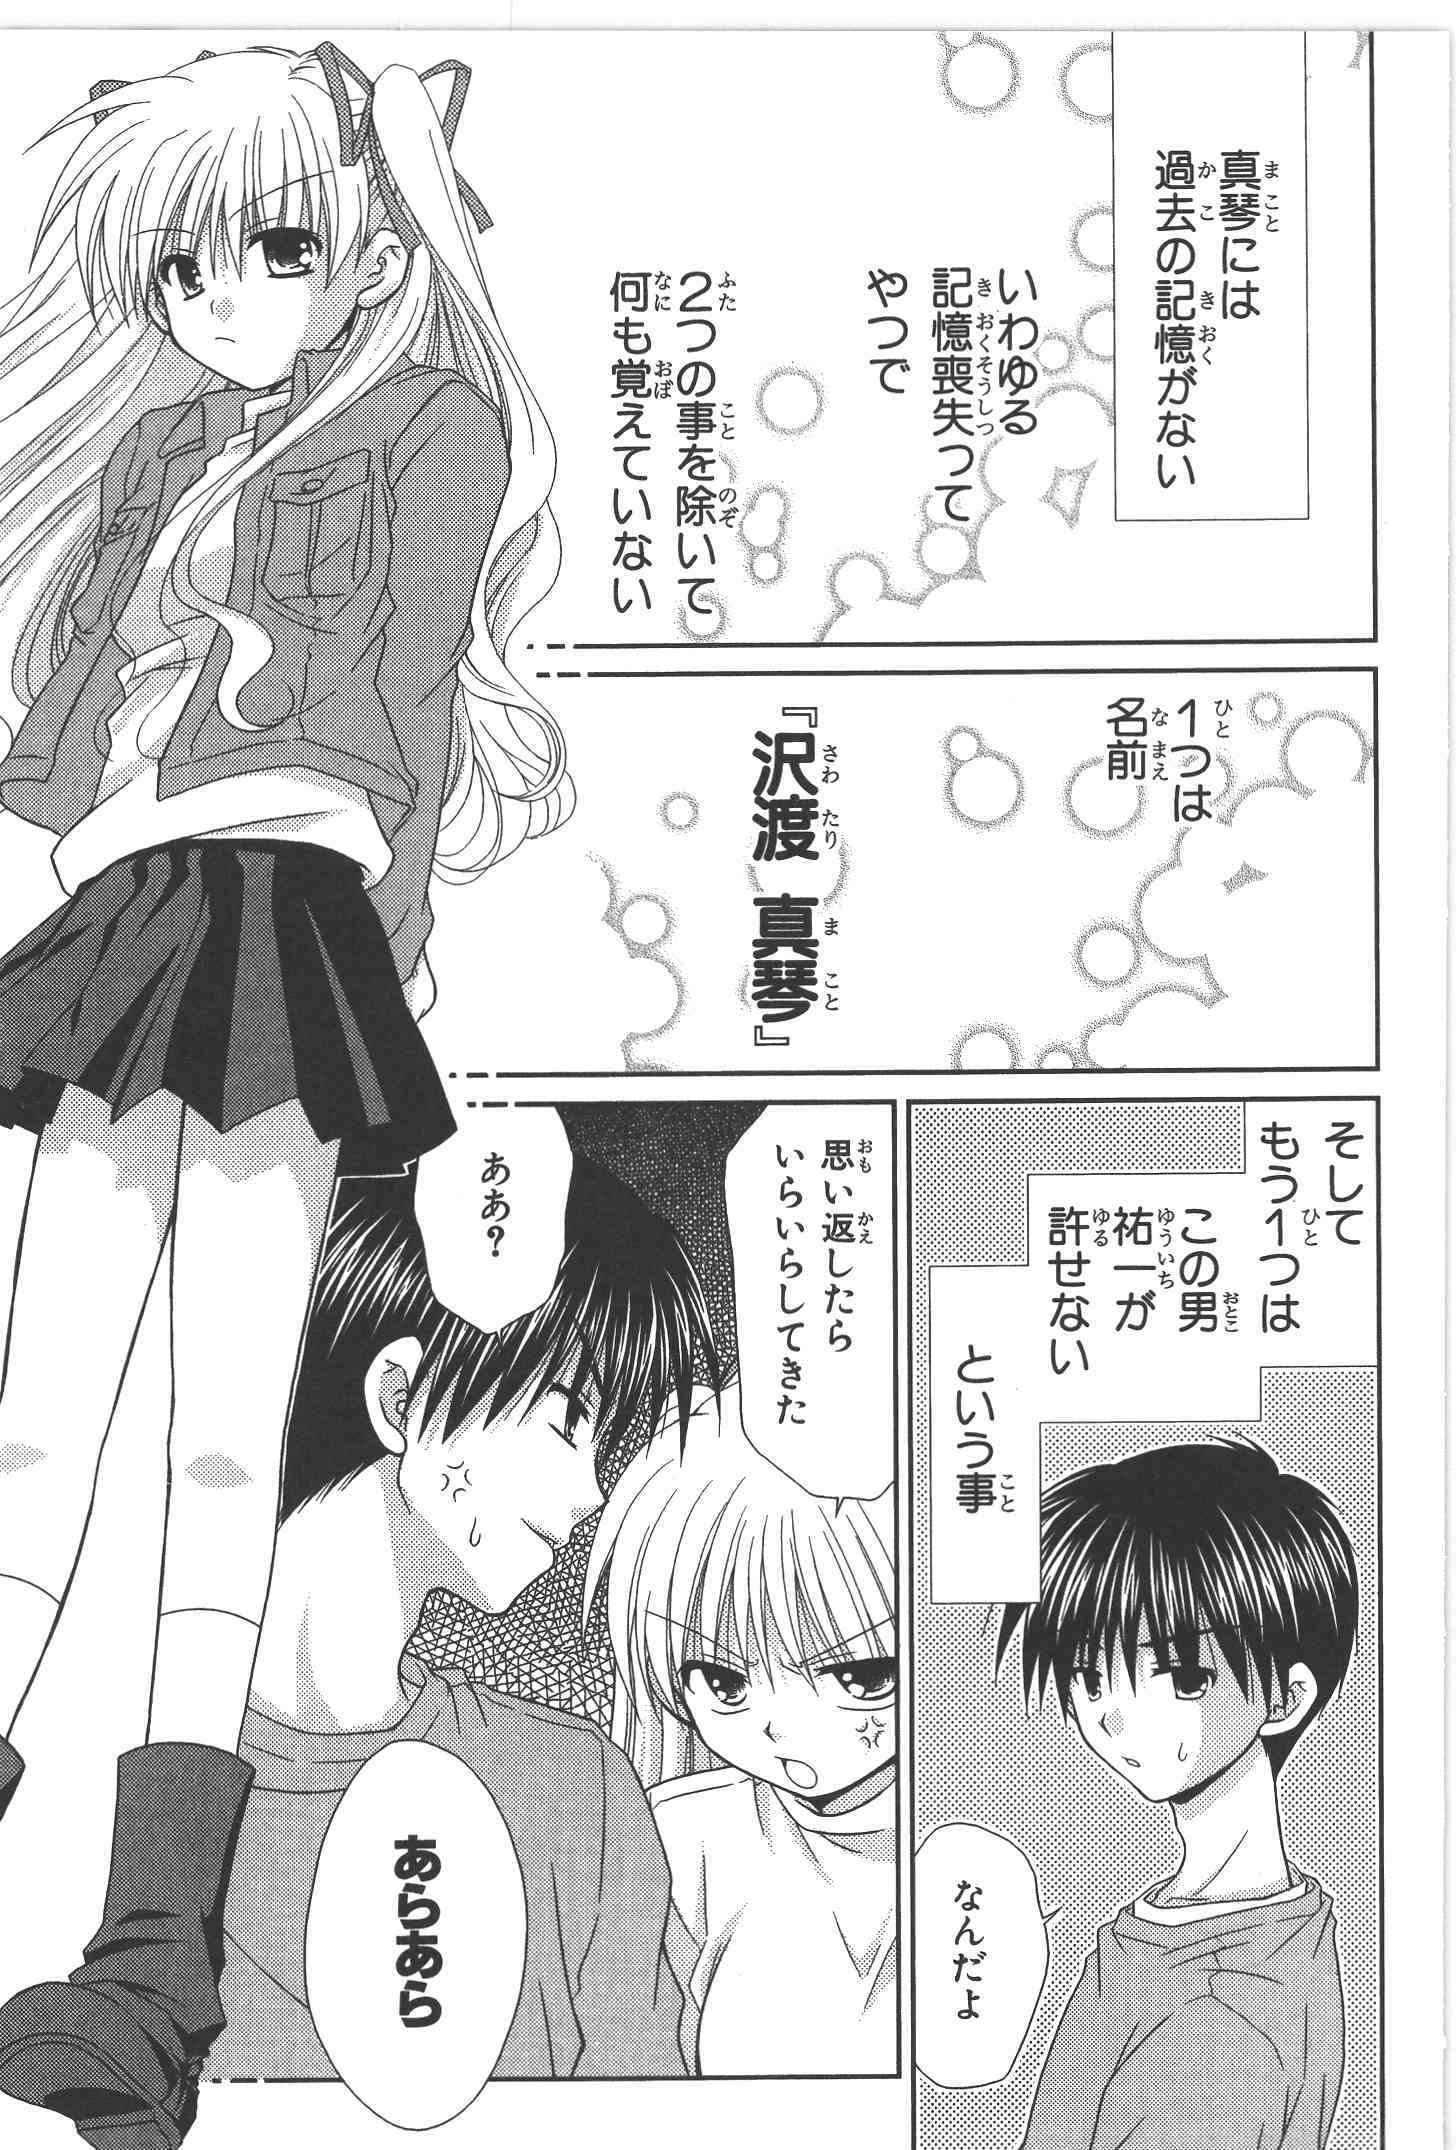 真琴には
過去の記憶がない
いわゆる
記憶喪失って
やつで
2つの事を除いて
何も覚えていない
1つは
名前
『沢渡 真琴』
そして
もう1つは
この男
祐一が
許せない
という事
なんだよ
思い返したら
いらいらしてきた
ああ?
あらあら